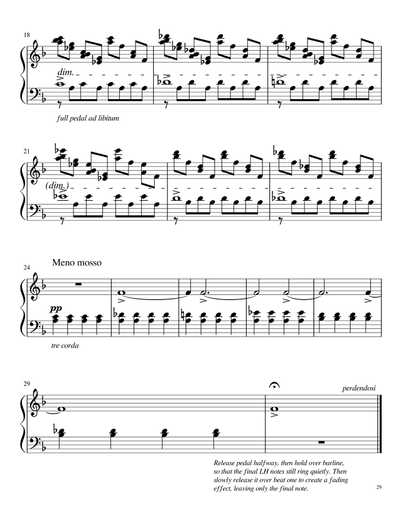 18
dim.
full pedal ad libitum
21
(dim.)
24
Meno mosso
pp
tre corda
29
perdendosi
Release pedal halfway, then hold over barline,
so that the final LH notes still ring quietly. Then
slowly release it over beat one to create a fading
effect, leaving only the final note.
29